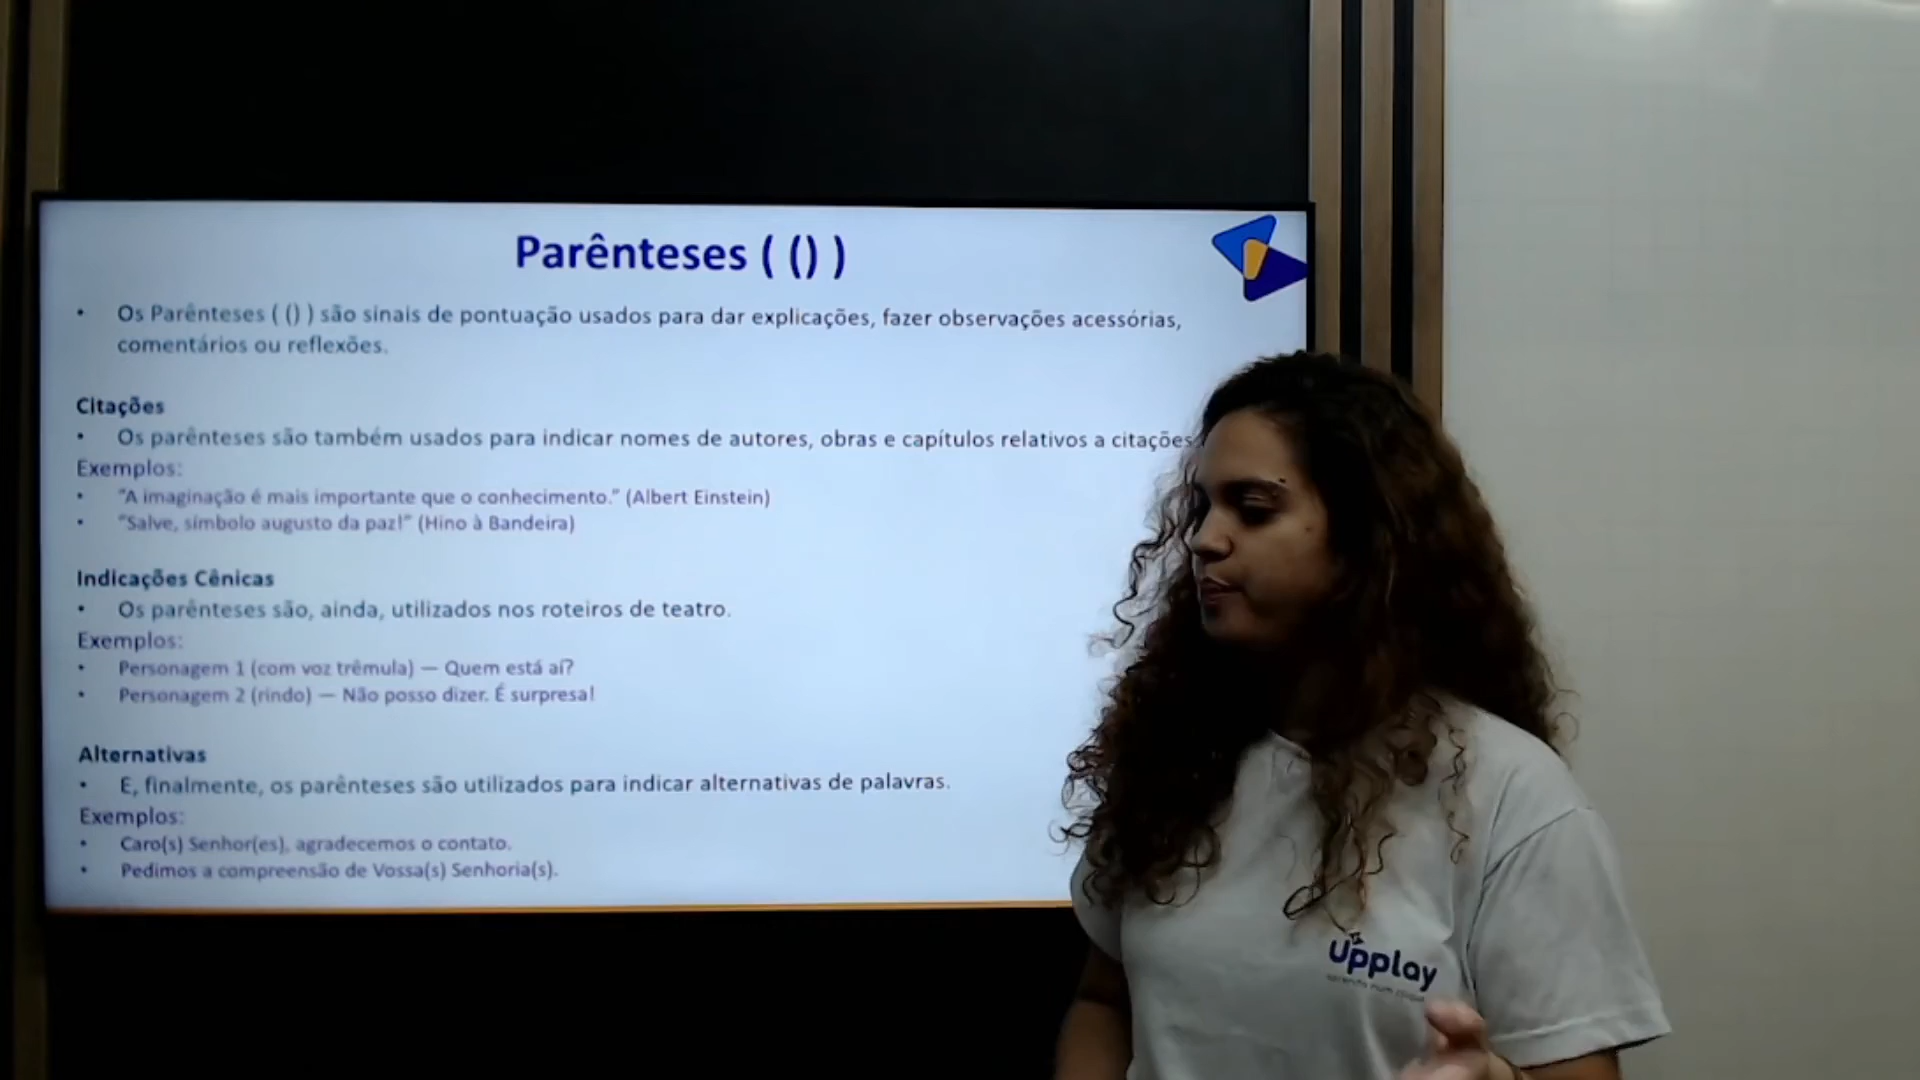 Parênteses ( () )
• Os Parênteses ( () ) são sinais de pontuação usados para dar explicações, fazer observações acessórias,
comentários ou reflexões.
Citações
• Os parênteses são também usados para indicar nomes de autores, obras e capítulos relativos a citações
Exemplos:
• "A imaginação é mais importante que o conhecimento." (Albert Einstein)
• "Salve, símbolo augusto da paz!" (Hino à Bandeira)
Indicações Cênicas
• Os parênteses são, ainda, utilizados nos roteiros de teatro.
Exemplos:
• Personagem 1 (com voz trêmula) — Quem está aí?
• Personagem 2 (rindo) — Não posso dizer. É surpresa!
Alternativas
• E, finalmente, os parênteses são utilizados para indicar alternativas de palavras.
Exemplos:
• Caro(s) Senhor(es), agradecemos o contato.
• Pedimos a compreensão de Vossa(s) Senhoria(s).
Upplay